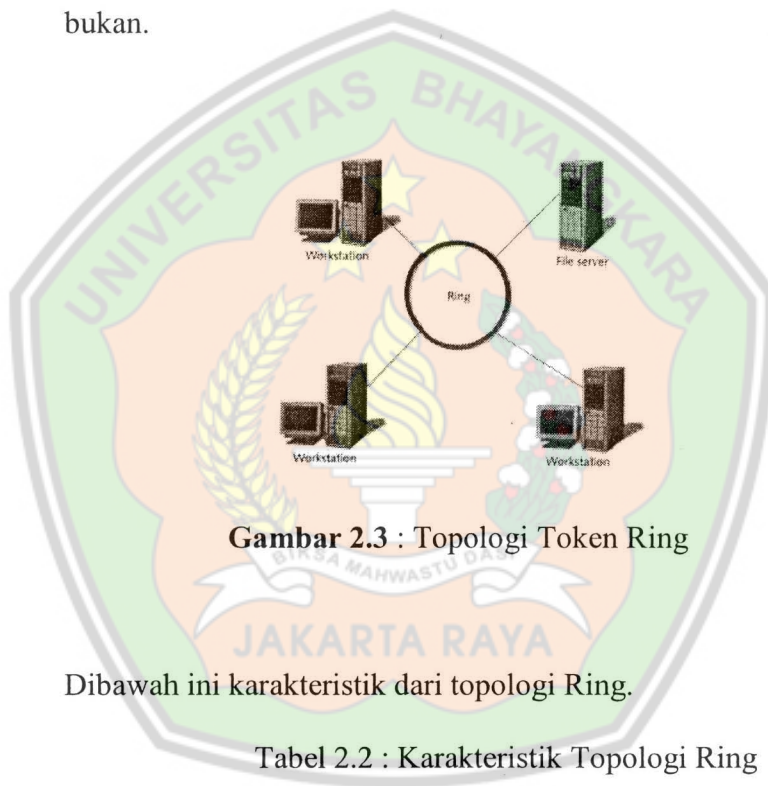 bukan.
UNIVERSITAS BHAYANGKARA
Workstation
File server
Ring
Workstation
Workstation
Gambar 2.3 : Topologi Token Ring
MAHWASTU
JAKARTA RAYA
Dibawah ini karakteristik dari topologi Ring.
Tabel 2.2 : Karakteristik Topologi Ring